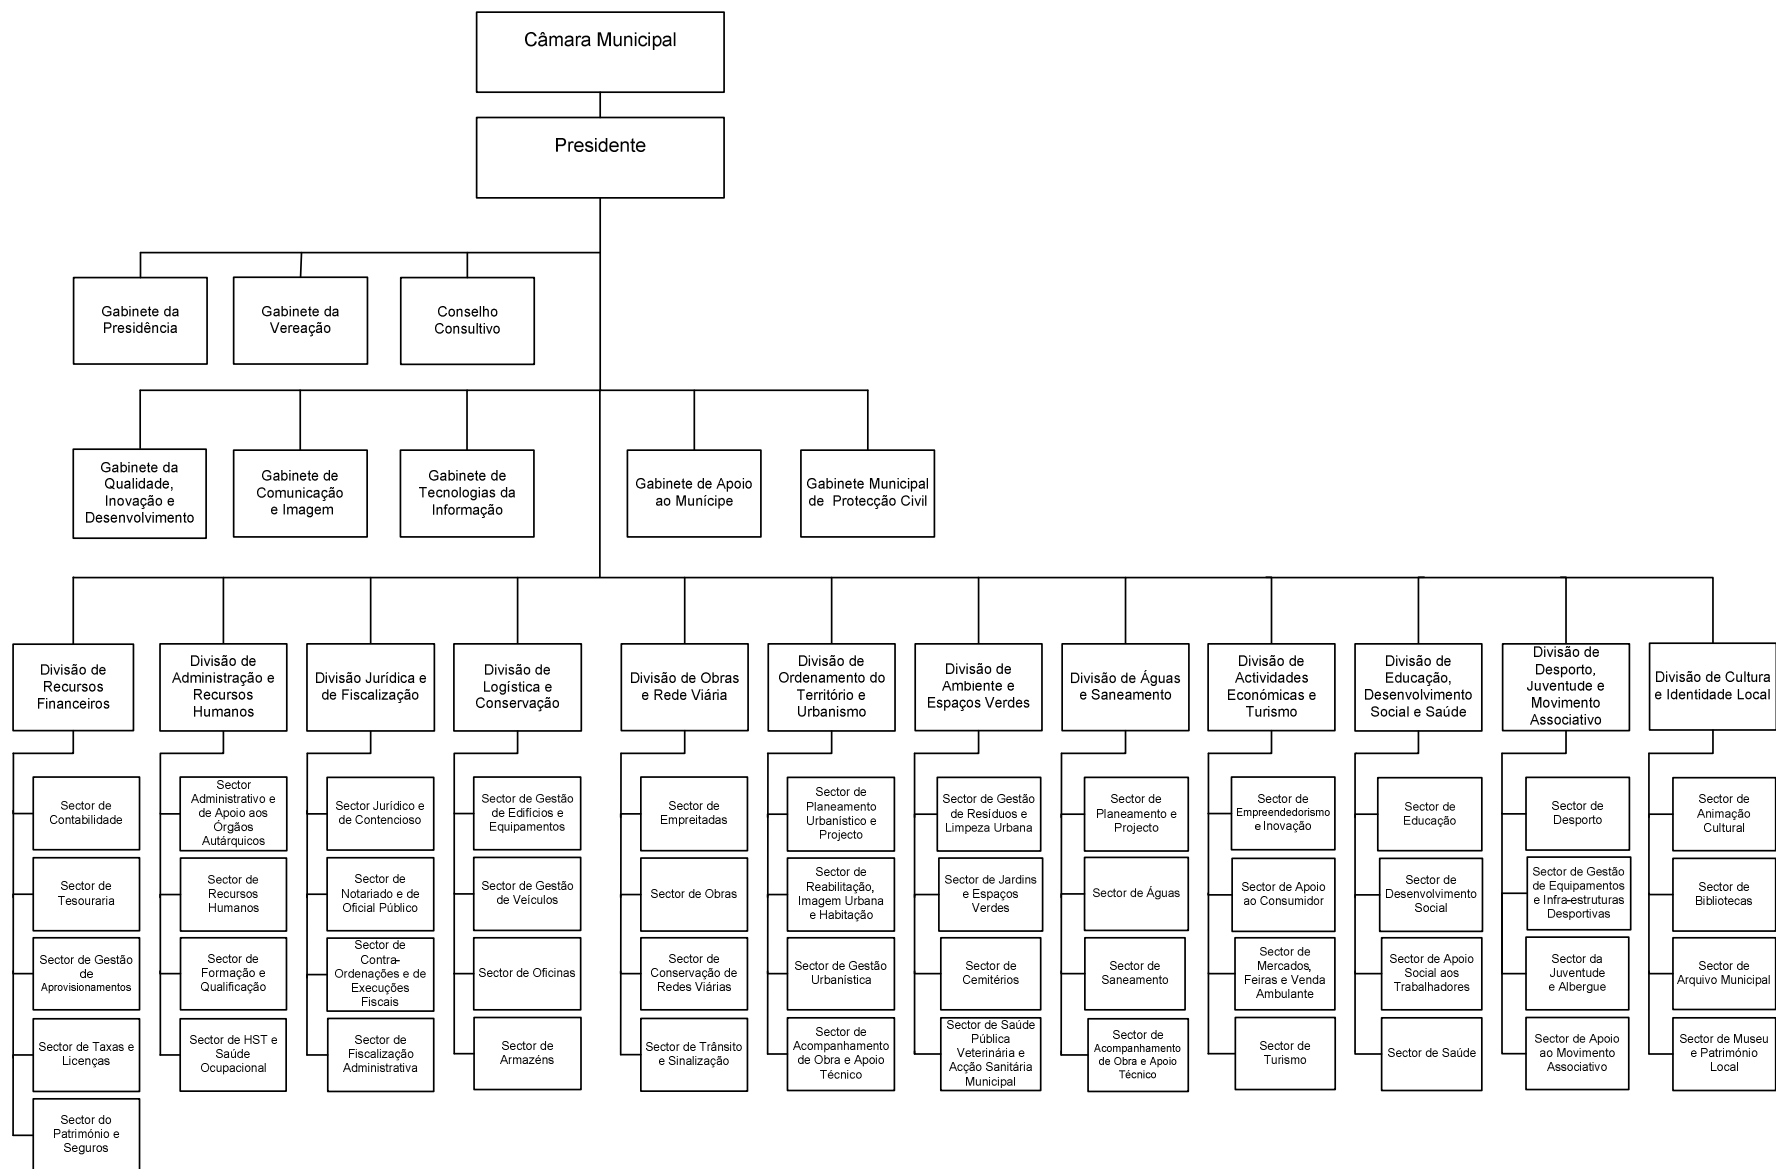 Câmara Municipal
Presidente
Gabinete da
Presidência
Gabinete da
Vereação
Conselho
Consultivo
Gabinete da
Qualidade,
Inovação e
Desenvolvimento
Gabinete de
Comunicação
e Imagem
Gabinete de
Tecnologias da
Informação
Gabinete de Apoio
ao Munícipe
Gabinete Municipal
de Protecção Civil
Divisão de
Recursos
Financeiros
Divisão de
Administração e
Recursos
Humanos
Divisão Jurídica e
de Fiscalização
Divisão de
Logística e
Conservação
Divisão de Obras
e Rede Viária
Divisão de
Ordenamento do
Território e
Urbanismo
Divisão de
Ambiente e
Espaços Verdes
Divisão de Águas
e Saneamento
Divisão de
Actividades
Económicas e
Turismo
Divisão de
Educação,
Desenvolvimento
Social e Saúde
Divisão de
Desporto,
Juventude e
Movimento
Associativo
Divisão de Cultura
e Identidade Local
Sector de
Contabilidade
Sector
Administrativo e
de Apoio aos
Órgãos
Autárquicos
Sector Jurídico e
de Contencioso
Sector de Gestão
de Edifícios e
Equipamentos
Sector de
Empreitadas
Sector de
Planeamento
Urbanístico e
Projecto
Sector de Gestão
de Resíduos e
Limpeza Urbana
Sector de
Planeamento e
Projecto
Sector de
Empreendedorismo
e Inovação
Sector de
Educação
Sector de
Desporto
Sector de
Animação
Cultural
Sector de
Tesouraria
Sector de
Recursos
Humanos
Sector de
Notariado e de
Oficial Público
Sector de Gestão
de Veículos
Sector de Obras
Sector de
Reabilitação,
Imagem Urbana
e Habitação
Sector de Jardins e
Espaços
Verdes
Sector de Águas
Sector de Apoio
ao Consumidor
Sector de
Desenvolvimento
Social
Sector de Gestão
de Equipamentos
e Infra-estruturas
Desportivas
Sector de
Bibliotecas
Sector de Gestão
de
Aprovisionamentos
Sector de
Formação e
Qualificação
Sector de
Contra-
Ordenações e de
Execuções
Fiscais
Sector de Oficinas
Sector de
Conservação de
Redes Viárias
Sector de Gestão
Urbanística
Sector de
Cemitérios
Sector de
Saneamento
Sector de
Mercados,
Feiras e Venda
Ambulante
Sector de Apoio
Social aos
Trabalhadores
Sector da
Juventude
e Albergue
Sector de
Arquivo Municipal
Sector de Taxas e
Licenças
Sector de HST e
Saúde
Ocupacional
Sector de
Fiscalização
Administrativa
Sector de
Armazéns
Sector de Trânsito
e Sinalização
Sector de
Acompanhamento
de Obra e Apoio
Técnico
Sector de Saúde
Pública
Veterinária e
Acção Sanitária
Municipal
Sector de
Acompanhamento
de Obra e Apoio
Técnico
Sector de
Turismo
Sector de Saúde
Sector de Apoio
ao Movimento
Associativo
Sector de Museu
e Património
Local
Sector do
Património e
Seguros